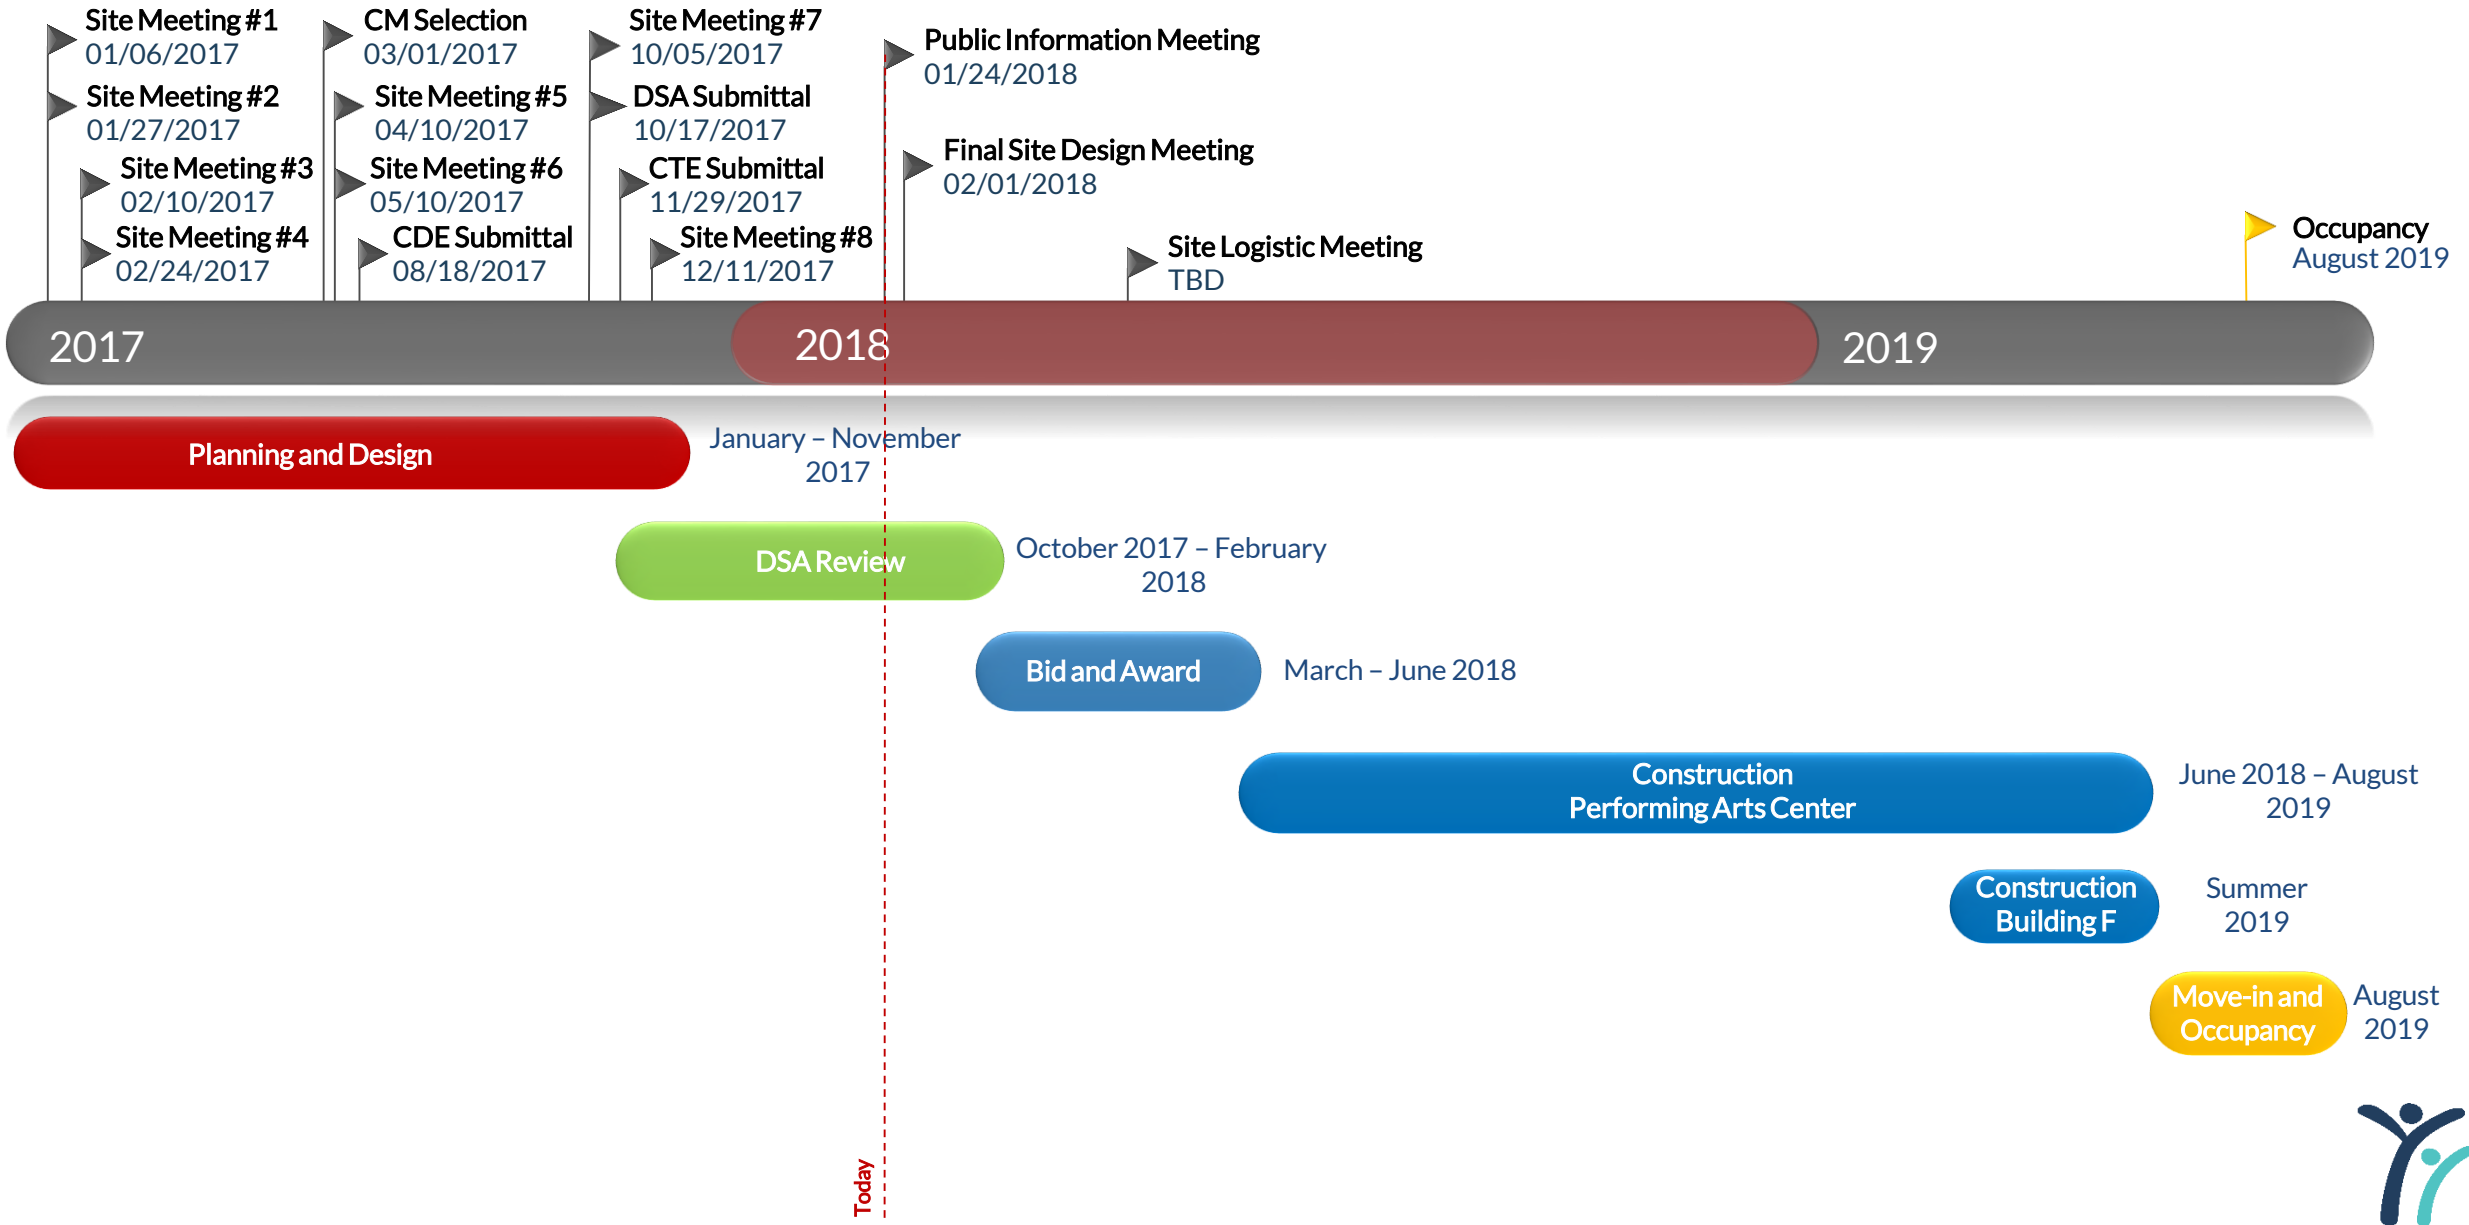 Site Meeting #1
01/06/2017
Site Meeting #2
01/27/2017
Site Meeting #3
02/10/2017
Site Meeting #4
02/24/2017
CM Selection
03/01/2017
Site Meeting #5
04/10/2017
Site Meeting #6
05/10/2017
CDE Submittal
08/18/2017
Site Meeting #7
10/05/2017
DSA Submittal
10/17/2017
CTE Submittal
11/29/2017
Site Meeting #8
12/11/2017
Public Information Meeting
01/24/2018
Final Site Design Meeting
02/01/2018
Site Logistic Meeting
TBD
Occupancy
August 2019
2017
2018
2019
Planning and Design
January – November
2017
DSA Review
October 2017 – February
2018
Bid and Award
March – June 2018
Construction
Performing Arts Center
June 2018 – August
2019
Construction
Building F
Summer
2019
Move-in and
Occupancy
August
2019
Today